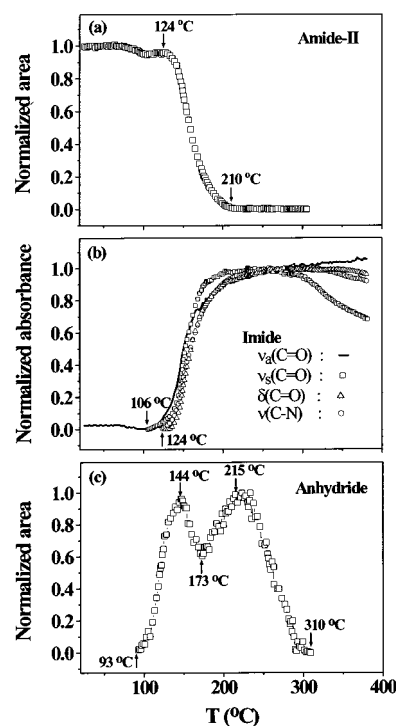 (a)
124 °C
Amide-II
Normalized area
1.0
0.8
0.6
0.4
0.2
0.0
210 °C
(b)
Normalized absorbance
1.0
0.8
0.6
0.4
0.2
0.0
Imide
νa(C=O) :
νs(C=O) :
δ(C=O) :
ν(C-N) :
106 °C
124 °C
(c)
144 °C
215 °C
Anhydride
Normalized area
1.0
0.8
0.6
0.4
0.2
0.0
173 °C
93 °C
310 °C
100
200
300
400
T (°C)